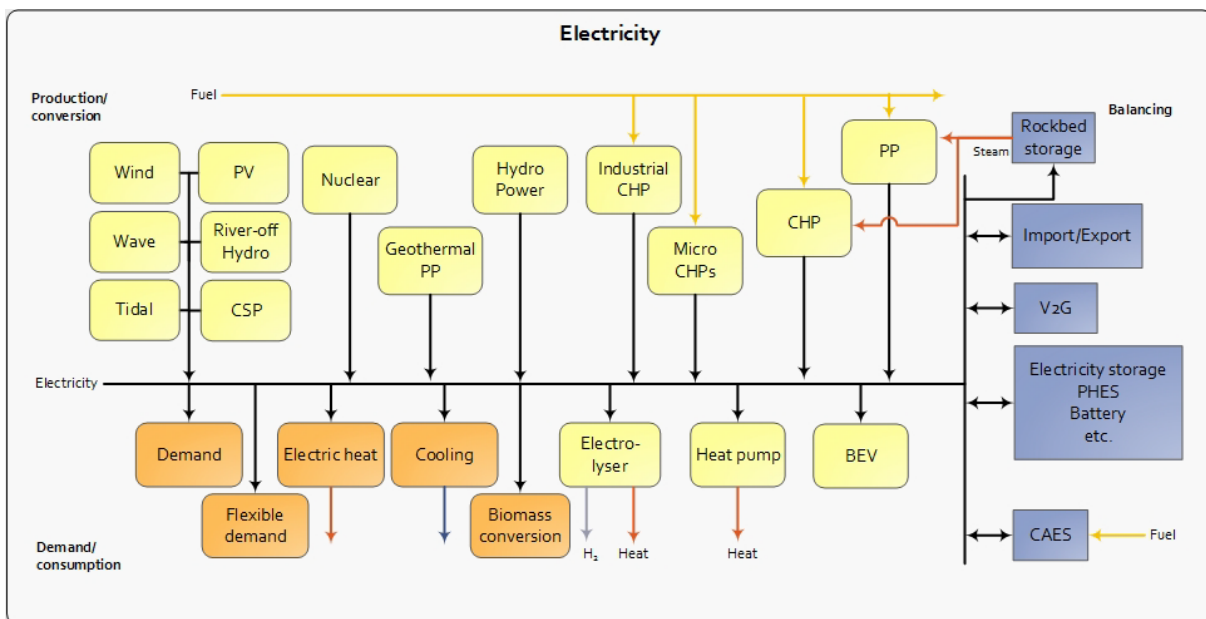 Electricity
Production/
conversion
Fuel
Balancing
Wind
PV
Nuclear
Hydro
Power
Industrial
CHP
PP
Steam
Rockbed
storage
Wave
River-off
Hydro
Geothermal
PP
Micro
CHPs
CHP
Import/Export
Tidal
CSP
V2G
Electricity
Electricity storage
PHES
Battery
etc.
Demand
Electric heat
Cooling
Electro-
lyser
Heat pump
BEV
Flexible
demand
Biomass
conversion
Demand/
consumption
H₂
Heat
Heat
CAES
Fuel